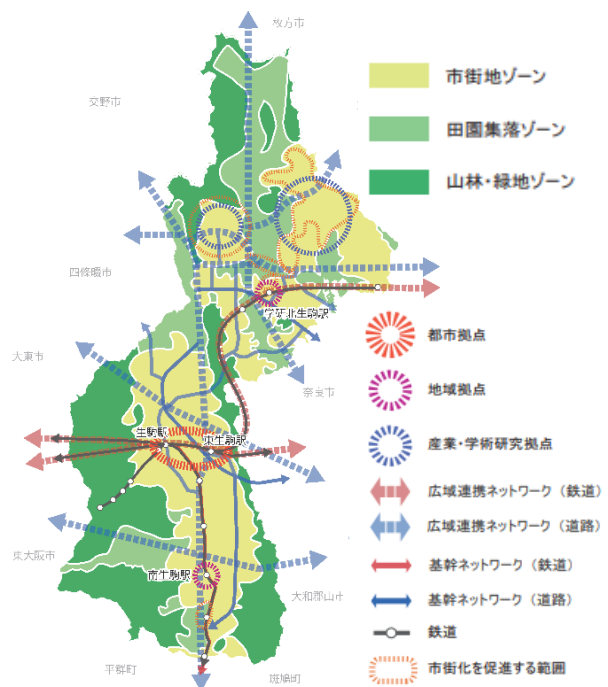 枚方市
交野市
四條畷市
学研北生駒駅
大東市
奈良市
生駒駅
東生駒駅
東大阪市
南生駒駅
大和郡山市
平群町
斑鳩町
市街地ゾーン
田園集落ゾーン
山林・緑地ゾーン
都市拠点
地域拠点
産業・学術研究拠点
広域連携ネットワーク（鉄道）
広域連携ネットワーク（道路）
基幹ネットワーク（鉄道）
基幹ネットワーク（道路）
鉄道
市街化を促進する範囲